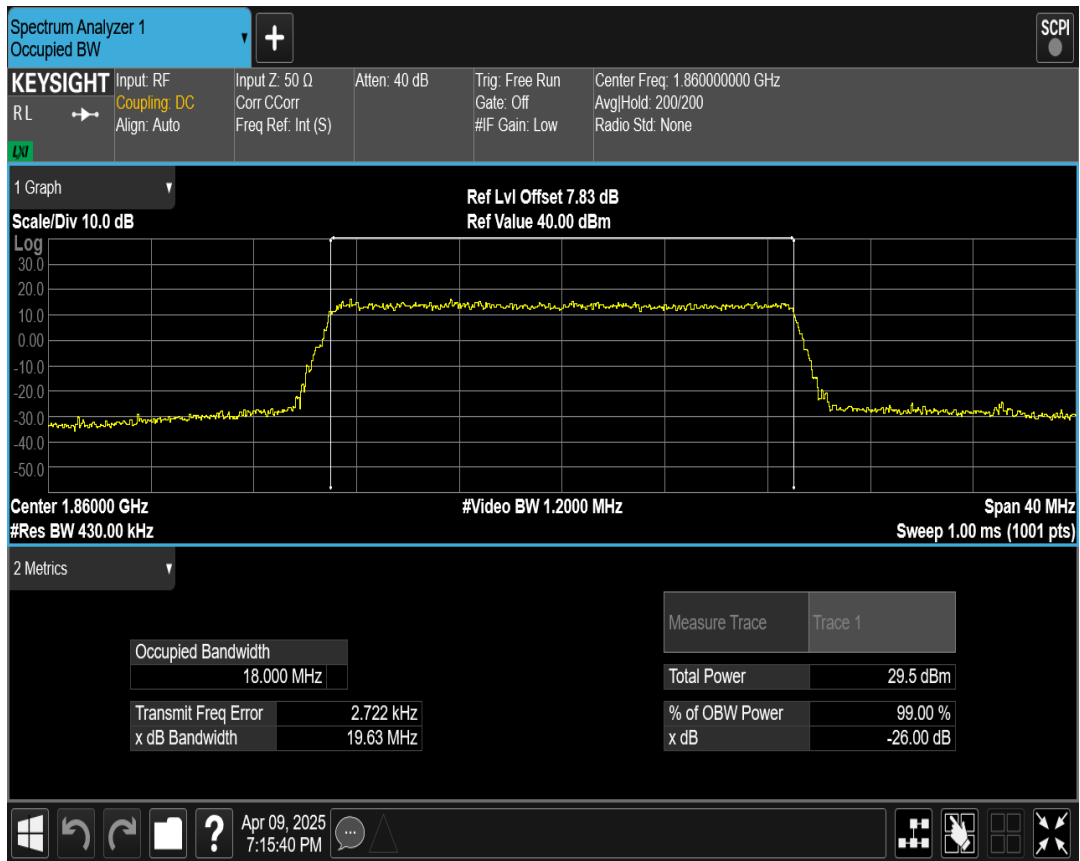 Spectrum Analyzer 1
Occupied BW
+
SCPI
KEYSIGHT
RL
LXI
Input: RF
Coupling: DC
Align: Auto
Input Z: 50 Ω
Corr CCorr
Freq Ref: Int (S)
Atten: 40 dB
Trig: Free Run
Gate: Off
#IF Gain: Low
Center Freq: 1.860000000 GHz
Avg|Hold: 200/200
Radio Std: None
1 Graph
Scale/Div 10.0 dB
Ref Lvl Offset 7.83 dB
Ref Value 40.00 dBm
Log
30.0
20.0
10.0
0.00
-10.0
-20.0
-30.0
-40.0
-50.0
Center 1.86000 GHz
#Video BW 1.2000 MHz
Span 40 MHz
#Res BW 430.00 kHz
Sweep 1.00 ms (1001 pts)
2 Metrics
Measure Trace
Trace 1
Occupied Bandwidth
18.000 MHz
Total Power
29.5 dBm
Transmit Freq Error
2.722 kHz
% of OBW Power
99.00 %
x dB Bandwidth
19.63 MHz
x dB
-26.00 dB
?
Apr 09, 2025
7:15:40 PM